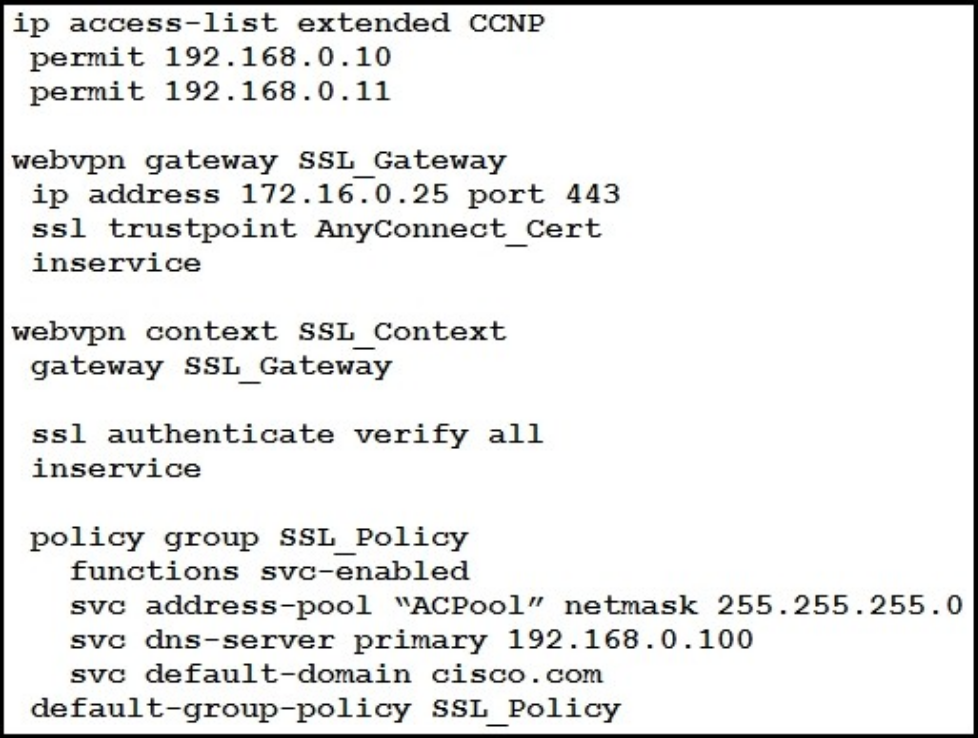 ip access-list extended CCNP
permit 192.168.0.10
permit 192.168.0.11
webvpn gateway SSL_Gateway
ip address 172.16.0.25 port 443
ssl trustpoint AnyConnect_Cert
inservice
webvpn context SSL_Context
gateway SSL_Gateway
ssl authenticate verify all
inservice
policy group SSL_Policy
functions svc-enabled
svc address-pool “ACPool” netmask 255.255.255.0
svc dns-server primary 192.168.0.100
svc default-domain cisco.com
default-group-policy SSL_Policy